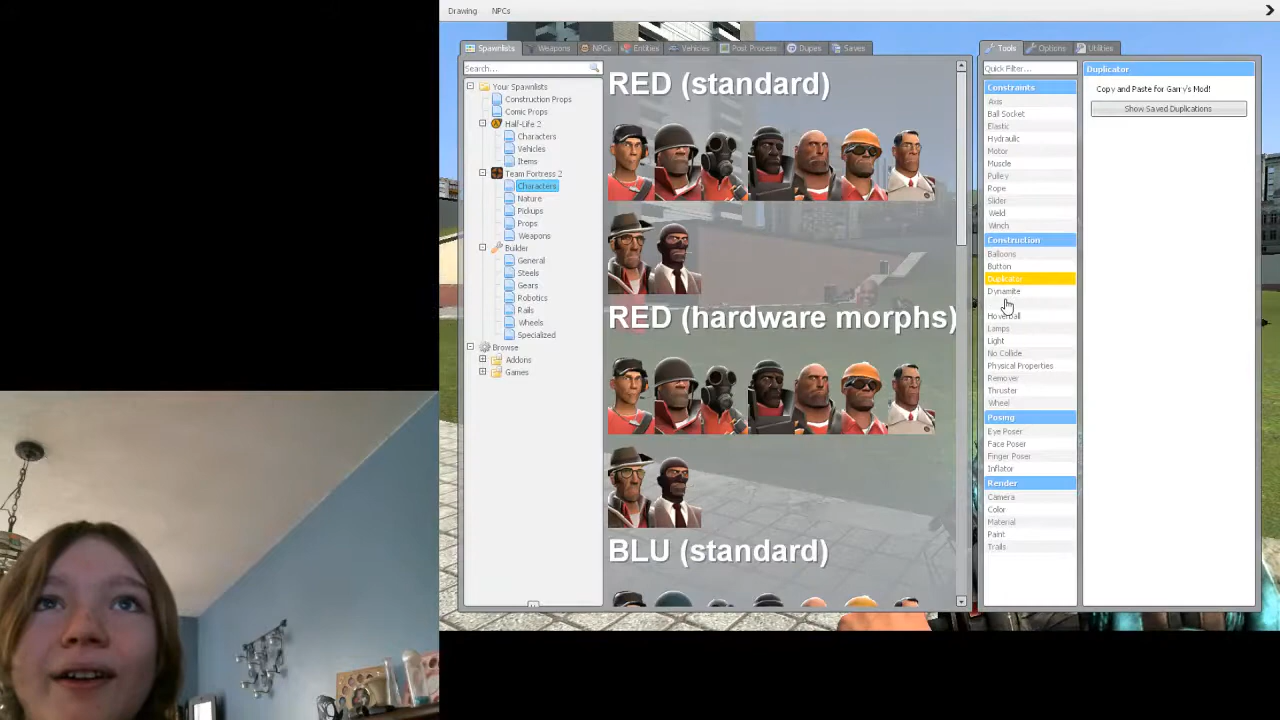 Drawing NPCs
Spawnlists Weapons NPCs Entities Vehicles Post Process Dupes Saves
Search...
Your Spawnlists
Construction Props
Comic Props
Half-Life 2
Characters
Vehicles
Items
Team Fortress 2
Characters
Nature
Pickups
Props
Weapons
Builder
General
Steels
Gears
Robotics
Rails
Wheels
Specialized
Browse
Addons
Games
RED (standard)
RED (hardware morphs)
BLU (standard)
Tools Options Utilities
Quick Filter...
Constraints
Axis
Ball Socket
Elastic
Hydraulic
Motor
Muscle
Pulley
Rope
Slider
Weld
Winch
Construction
Balloons
Button
Duplicator
Dynamite
Hoverball
Lamps
Light
No Collide
Physical Properties
Remover
Thruster
Wheel
Posing
Eye Poser
Face Poser
Finger Poser
Inflator
Render
Camera
Color
Material
Paint
Trails
Duplicator
Copy and Paste for Garry's Mod!
Show Saved Duplications